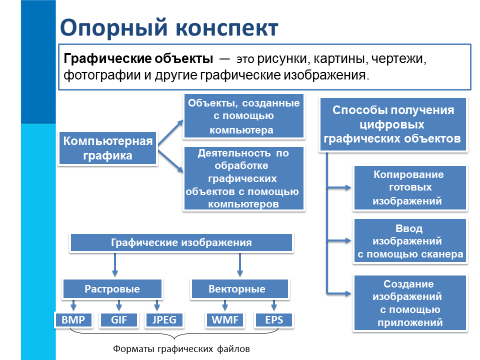 Опорный конспект
Графические объекты — это рисунки, картины, чертежи,
фотографии и другие графические изображения.
Компьютерная
графика
Объекты, созданные
с помощью
компьютера
Деятельность по
обработке
графических
объектов с помощью
компьютеров
Способы получения
цифровых
графических объектов
Копирование
готовых
изображений
Ввод
изображений
с помощью сканера
Создание
изображений
с помощью
приложений
Графические изображения
Растровые
Векторные
BMP
GIF
JPEG
WMF
EPS
Форматы графических файлов